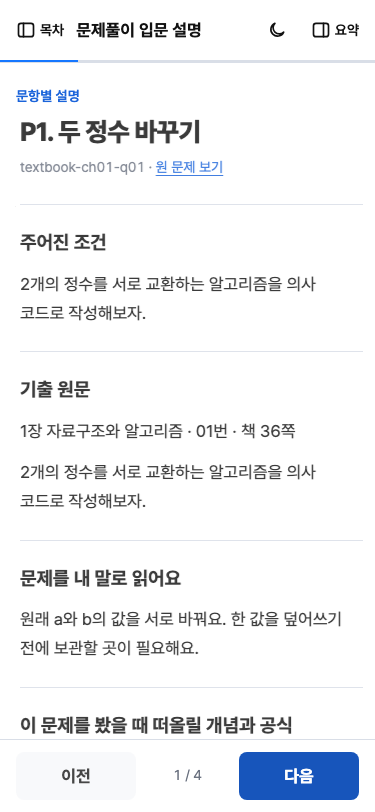 목차 문제풀이 입문 설명 요약
문항별 설명
P1. 두 정수 바꾸기
textbook-ch01-q01 · 원 문제 보기
주어진 조건
2개의 정수를 서로 교환하는 알고리즘을 의사
코드로 작성해보자.
기출 원문
1장 자료구조와 알고리즘 · 01번 · 책 36쪽
2개의 정수를 서로 교환하는 알고리즘을 의사
코드로 작성해보자.
문제를 내 말로 읽어요
원래 a와 b의 값을 서로 바꿔요. 한 값을 덮어쓰기
전에 보관할 곳이 필요해요.
이 문제를 봤을 때 떠올릴 개념과 공식
이전 1 / 4 다음